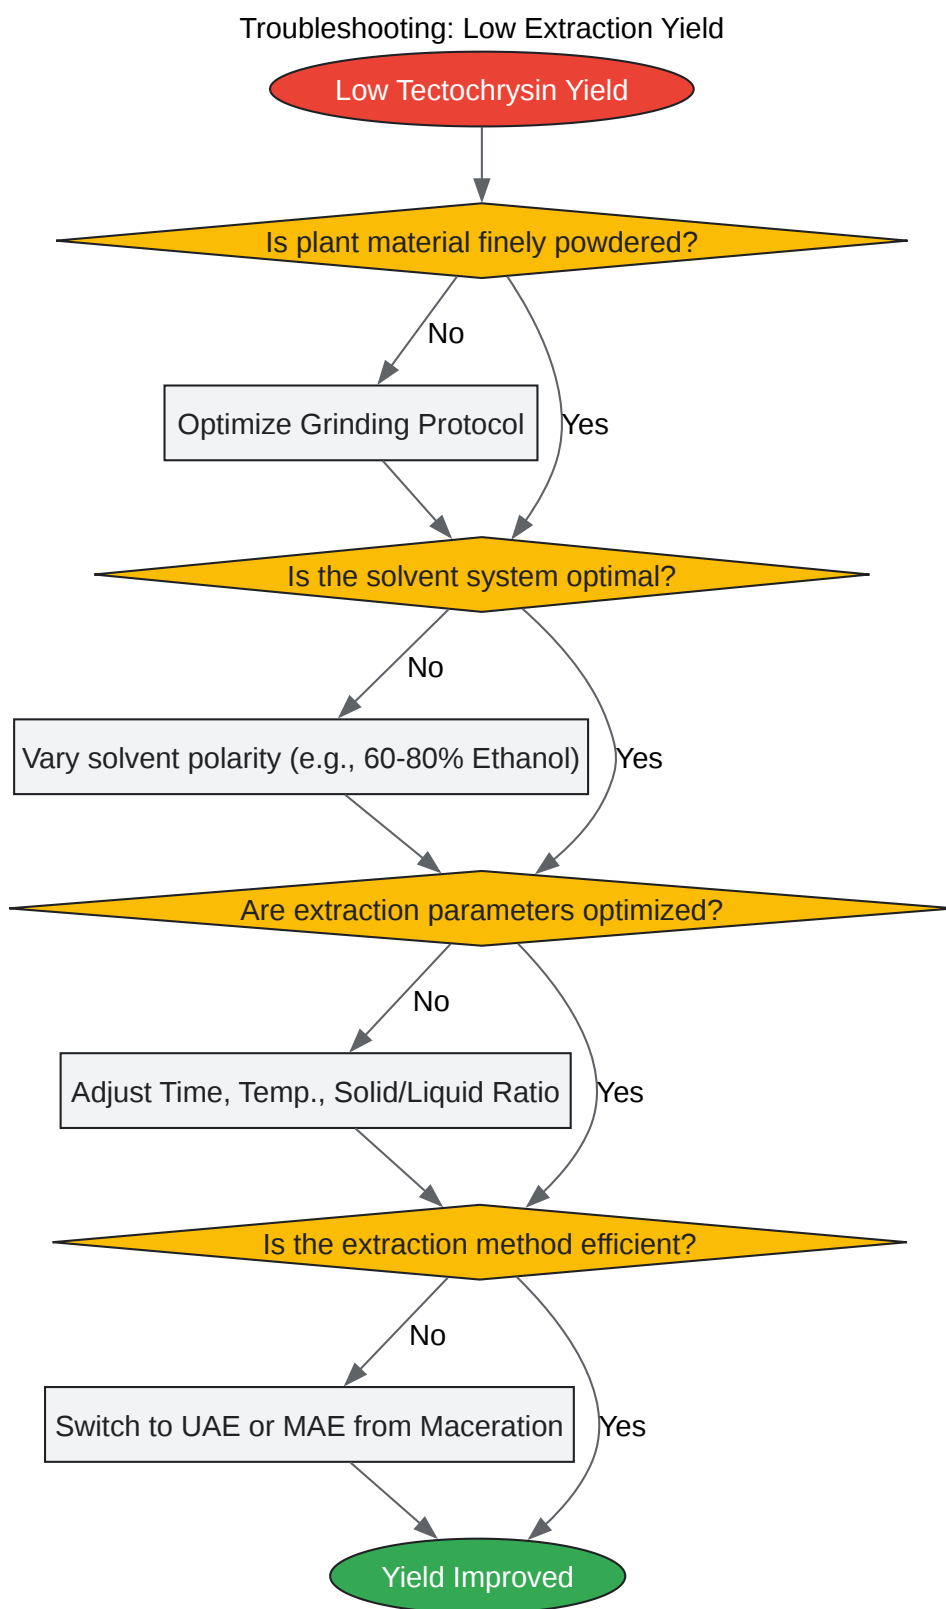 Troubleshooting: Low Extraction Yield
Low Tectochrysin Yield
Is plant material finely powdered?
No
Optimize Grinding Protocol
Yes
Is the solvent system optimal?
No
Vary solvent polarity (e.g., 60-80% Ethanol)
Yes
Are extraction parameters optimized?
No
Adjust Time, Temp., Solid/Liquid Ratio
Yes
Is the extraction method efficient?
No
Switch to UAE or MAE from Maceration
Yes
Yield Improved